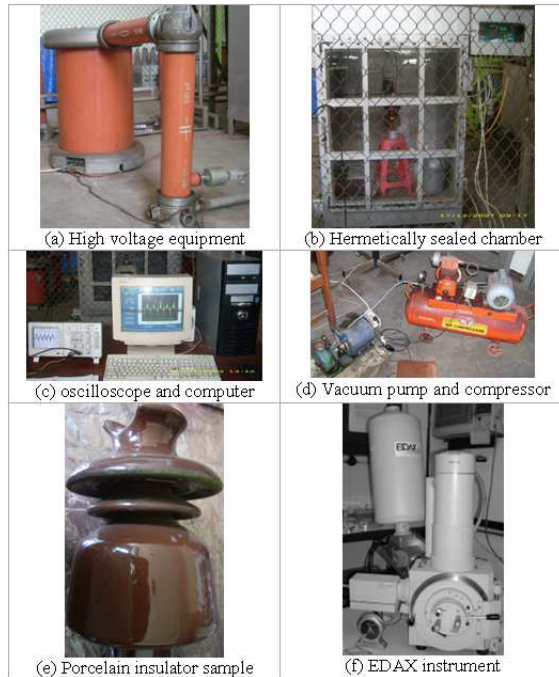 (a) High voltage equipment
(b) Hermetically sealed chamber
(c) oscilloscope and computer
(d) Vacuum pump and compressor
EDAX
(e) Porcelain insulator sample
(f) EDAX instrument